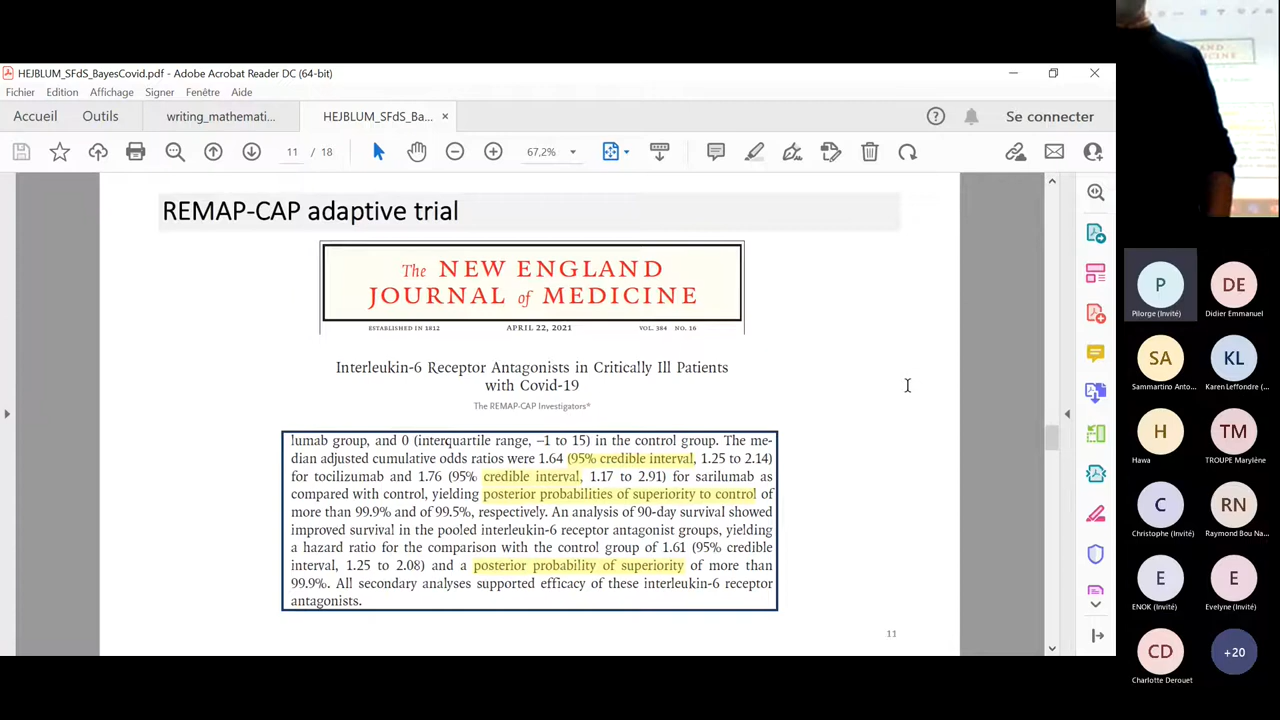 HEJBLUM_SFdS_BayesCovid.pdf - Adobe Acrobat Reader DC (64-bit)
Fichier Edition Affichage Signer Fenêtre Aide
Accueil Outils writing_mathemati... HEJBLUM_SFdS_Ba... × Se connecter
11 / 18 67,2%
REMAP-CAP adaptive trial
The NEW ENGLAND
JOURNAL of MEDICINE
ESTABLISHED IN 1812 APRIL 22, 2021 VOL. 384 NO. 16
Interleukin-6 Receptor Antagonists in Critically Ill Patients
with Covid-19
The REMAP-CAP Investigators*
lumab group, and 0 (interquartile range, −1 to 15) in the control group. The me-
dian adjusted cumulative odds ratios were 1.64 (95% credible interval, 1.25 to 2.14)
for tocilizumab and 1.76 (95% credible interval, 1.17 to 2.91) for sarilumab as
compared with control, yielding posterior probabilities of superiority to control of
more than 99.9% and of 99.5%, respectively. An analysis of 90-day survival showed
improved survival in the pooled interleukin-6 receptor antagonist groups, yielding
a hazard ratio for the comparison with the control group of 1.61 (95% credible
interval, 1.25 to 2.08) and a posterior probability of superiority of more than
99.9%. All secondary analyses supported efficacy of these interleukin-6 receptor
antagonists.
11
P DE
Pilorge (Invité) Didier Emmanuel
SA KL
Sammartino Anto... Karen Leffondre (...
H TM
Hawa TROUPE Marylène
C RN
Christophe (Invité) Raymond Bou Na...
E E
ENOK (Invité) Evelyne (Invité)
CD +20
Charlotte Derouet